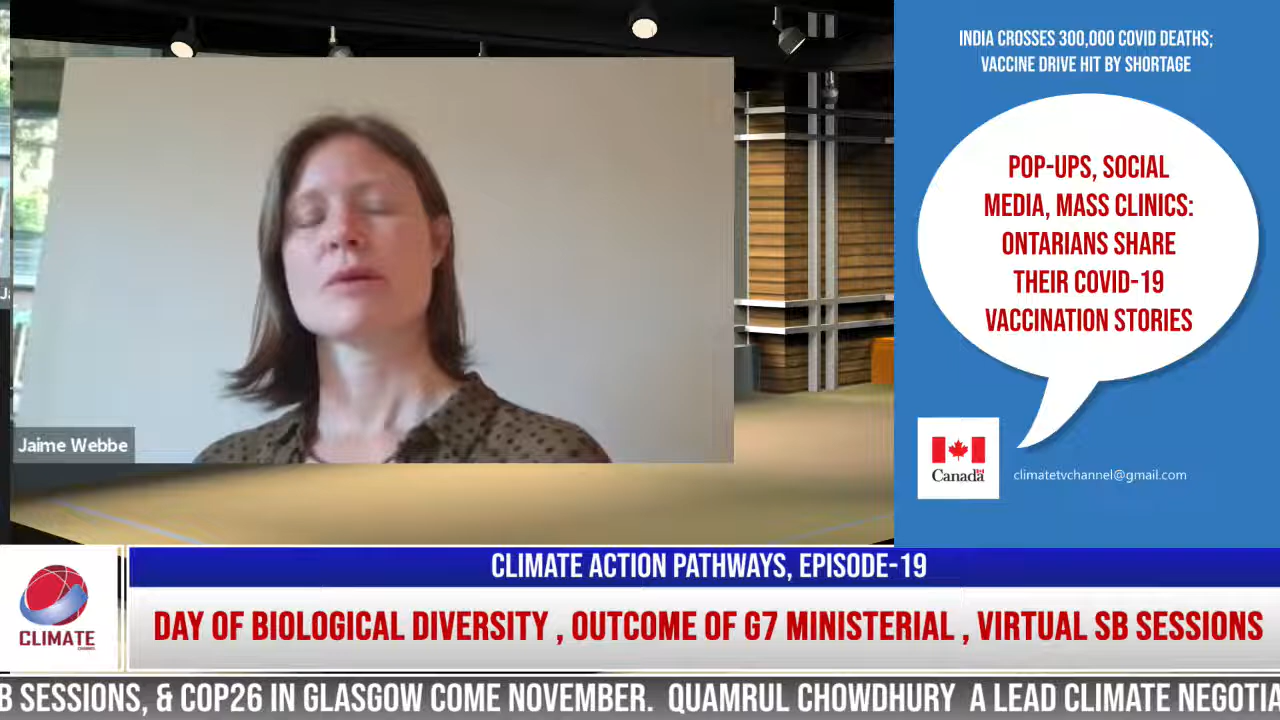 INDIA CROSSES 300,000 COVID DEATHS;
VACCINE DRIVE HIT BY SHORTAGE
POP-UPS, SOCIAL
MEDIA, MASS CLINICS:
ONTARIANS SHARE
THEIR COVID-19
VACCINATION STORIES
Canada
climatetvchannel@gmail.com
Jaime Webbe
CLIMATE ACTION PATHWAYS, EPISODE-19
DAY OF BIOLOGICAL DIVERSITY , OUTCOME OF G7 MINISTERIAL , VIRTUAL SB SESSIONS
CLIMATE
CHANNEL
B SESSIONS, & COP26 IN GLASGOW COME NOVEMBER. QUAMRUL CHOWDHURY A LEAD CLIMATE NEGOTIA